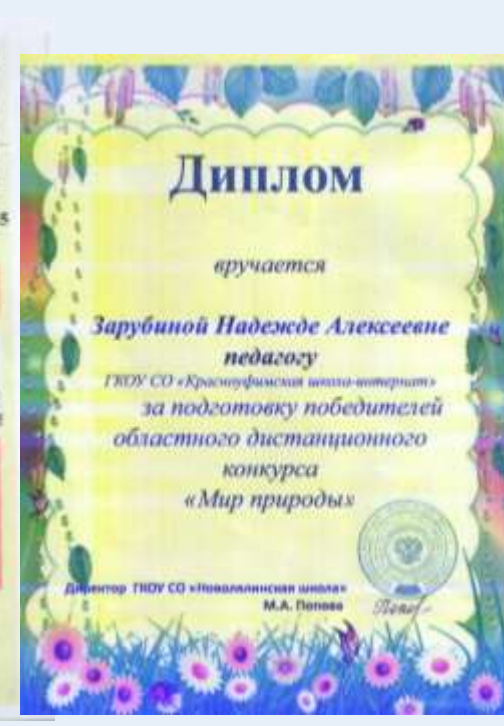 Диплом
вручается
Зарубиной Надежде Алексеевне
педагогу
ГКОУ СО «Красноуфимская школа-интернат»
за подготовку победителей
областного дистанционного
конкурса
«Мир природы»
Директор ГКОУ СО «Новолялинская школа»
М.А. Попова
5